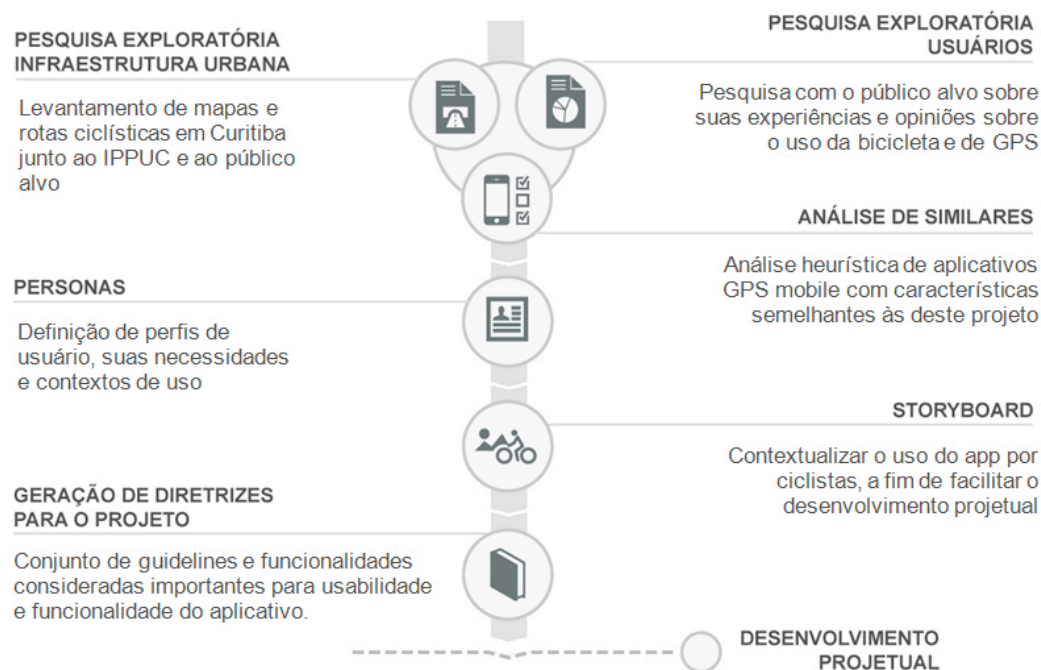 PESQUISA EXPLORATÓRIA
INFRAESTRUTURA URBANA
Levantamento de mapas e
rotas ciclísticas em Curitiba
junto ao IPPUC e ao público
alvo
PESQUISA EXPLORATÓRIA
USUÁRIOS
Pesquisa com o público alvo sobre
suas experiências e opiniões sobre
o uso da bicicleta e de GPS
ANÁLISE DE SIMILARES
Análise heurística de aplicativos
GPS mobile com características
semelhantes às deste projeto
PERSONAS
Definição de perfis de
usuário, suas necessidades
e contextos de uso
STORYBOARD
Contextualizar o uso do app por
ciclistas, a fim de facilitar o
desenvolvimento projetual
GERAÇÃO DE DIRETRIZES
PARA O PROJETO
Conjunto de guidelines e funcionalidades
consideradas importantes para usabilidade
e funcionalidade do aplicativo.
DESENVOLVIMENTO
PROJETUAL